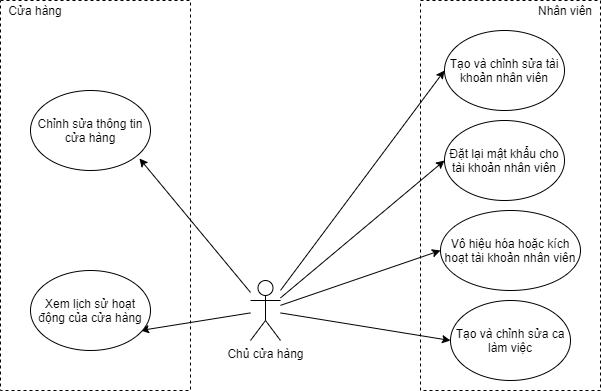 Cửa hàng
Chỉnh sửa thông tin
cửa hàng
Xem lịch sử hoạt
động của cửa hàng
Chủ cửa hàng
Nhân viên
Tạo và chỉnh sửa tài
khoản nhân viên
Đặt lại mật khẩu cho
tài khoản nhân viên
Vô hiệu hóa hoặc kích
hoạt tài khoản nhân viên
Tạo và chỉnh sửa ca
làm việc